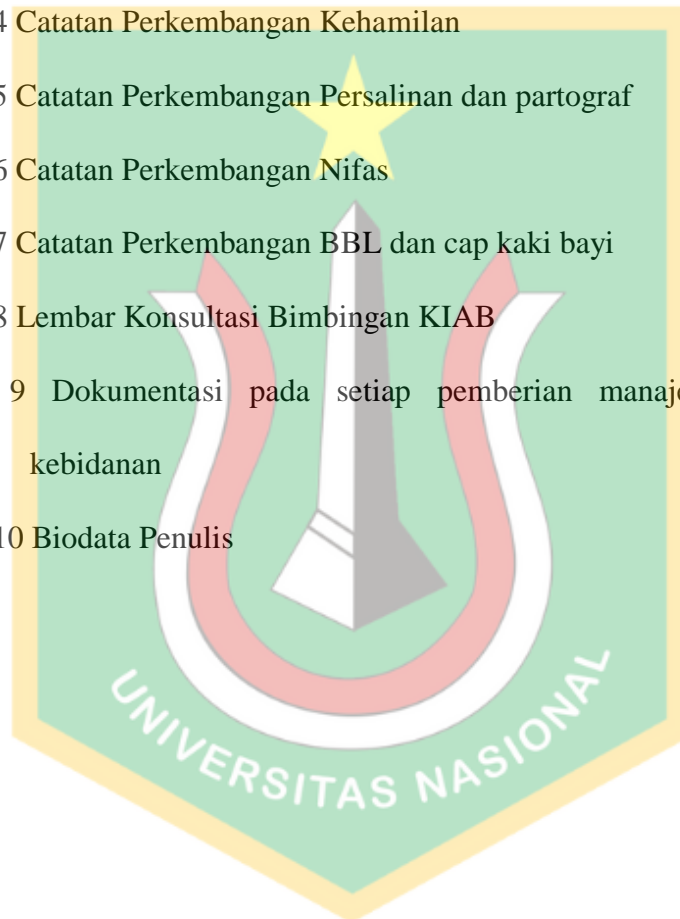 4 Catatan Perkembangan Kehamilan
5 Catatan Perkembangan Persalinan dan partograf
6 Catatan Perkembangan Nifas
7 Catatan Perkembangan BBL dan cap kaki bayi
8 Lembar Konsultasi Bimbingan KIAB
9 Dokumentasi pada setiap pemberian
kebidanan
10 Biodata Penulis
UNIVERSITAS NASIONAL